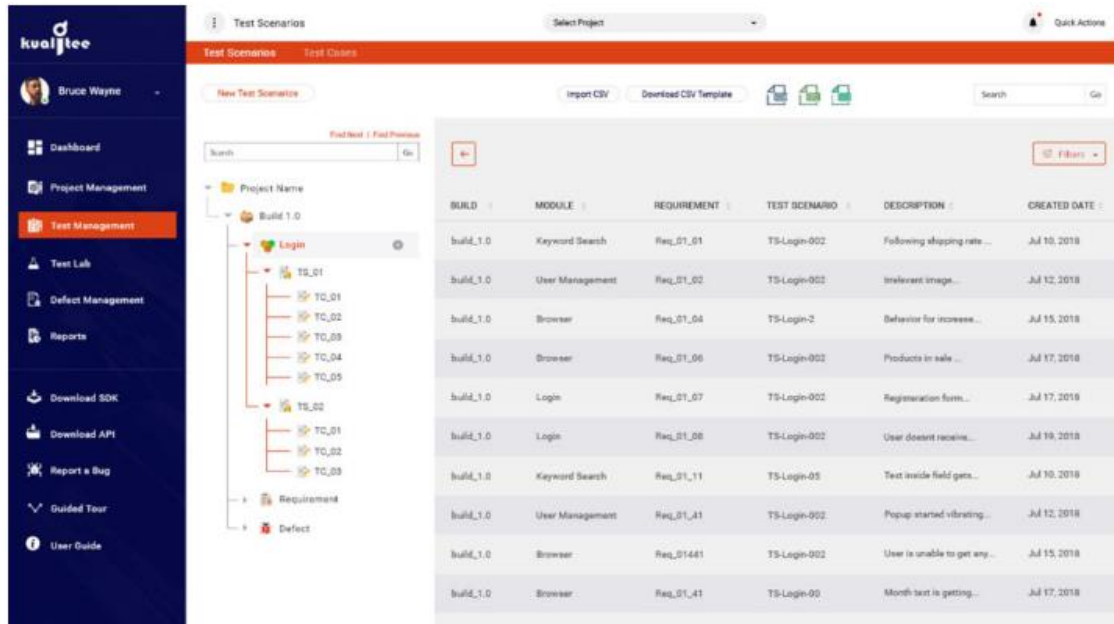 kualitee
Test Scenarios
Select Project
Quick Actions
Test Scenarios Test Cases
Bruce Wayne
New Test Scenarios
Import CSV
Download CSV Template
Search Go
Dashboard
Project Management
Test Management
Test Lab
Defect Management
Reports
Download SDK
Download API
Report a Bug
Guided Tour
User Guide
Find Next | Find Previous
Search Go
Project Name
Build 1.0
Login
TS_01
TC_01
TC_02
TC_03
TC_04
TC_05
TS_02
TC_01
TC_02
TC_03
Requirement
Defect
Filters
BUILD MODULE REQUIREMENT TEST SCENARIO DESCRIPTION CREATED DATE
build_1.0 Keyword Search Req_01_01 TS-Login-002 Following shipping rate ... Jul 10, 2018
build_1.0 User Management Req_01_02 TS-Login-002 Irrelevant image... Jul 12, 2018
build_1.0 Browser Req_01_04 TS-Login-2 Behavior for increase... Jul 15, 2018
build_1.0 Browser Req_01_06 TS-Login-002 Products in sale ... Jul 17, 2018
build_1.0 Login Req_01_07 TS-Login-002 Registeration form... Jul 17, 2018
build_1.0 Login Req_01_08 TS-Login-002 User doesnt receive... Jul 19, 2018
build_1.0 Keyword Search Req_01_11 TS-Login-05 Text inside field gets... Jul 10, 2018
build_1.0 User Management Req_01_41 TS-Login-002 Popup started vibrating... Jul 12, 2018
build_1.0 Browser Req_01441 TS-Login-002 User is unable to get any... Jul 15, 2018
build_1.0 Browser Req_01_41 TS-Login-00 Month text is getting... Jul 17, 2018